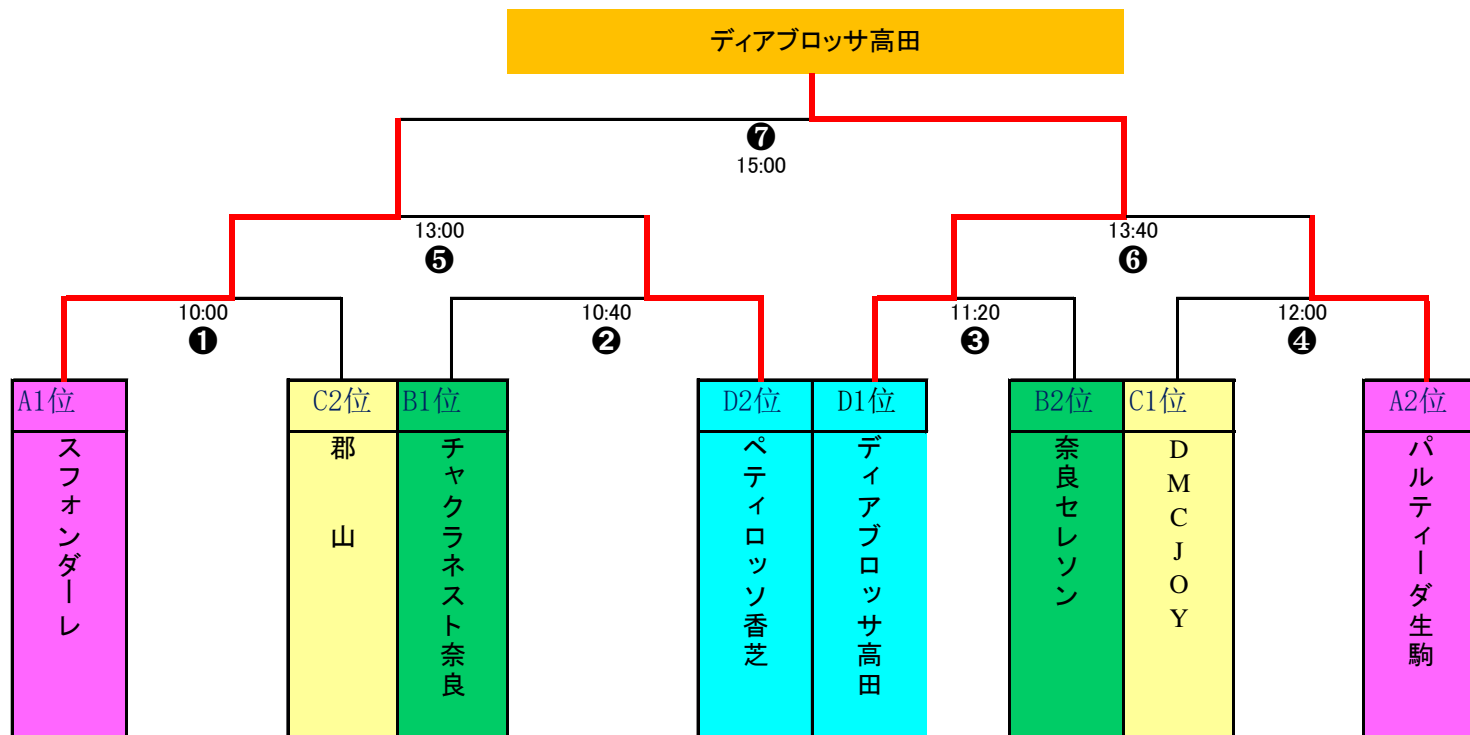 ディアブロッサ高田
❼
15:00
13:00
❺
13:40
❻
10:00
❶
10:40
❷
11:20
❸
12:00
❹
A1位
C2位
B1位
D2位
D1位
B2位
C1位
A2位
スフォンダーレ
郡山
チャクラネスト奈良
ペティロッソ香芝
ディアブロッサ高田
奈良セレソン
DMCJOY
パルティーダ生駒